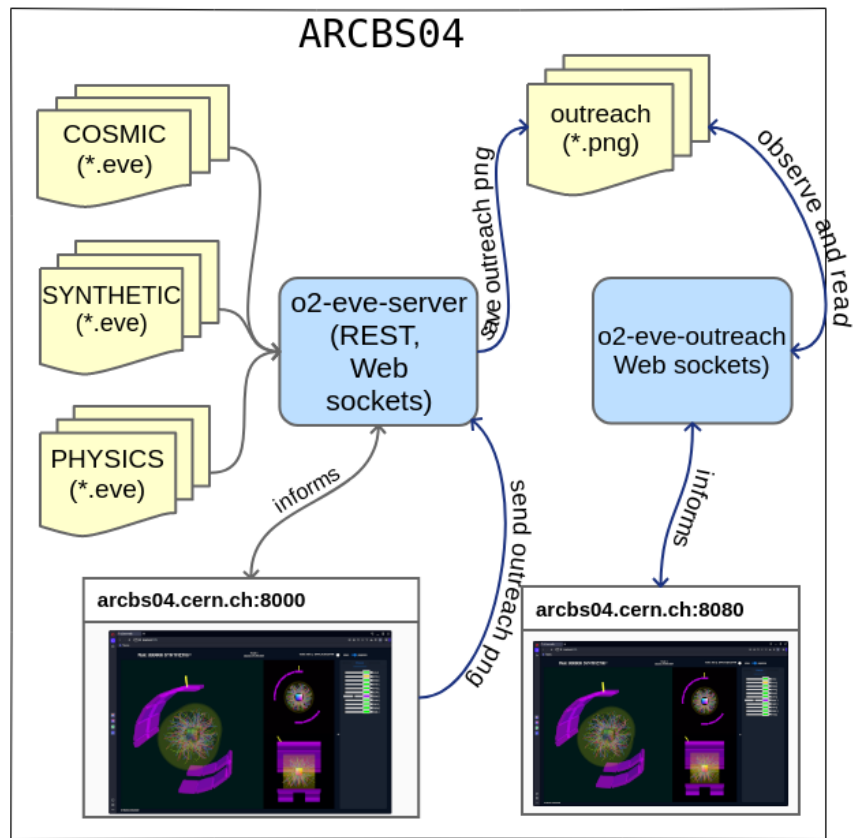 ARCBS04
COSMIC
(*.eve)
outreach
(*.png)
save outreach png
observe and read
SYNTHETIC
(*.eve)
o2-eve-server
(REST,
Web
sockets)
o2-eve-outreach
Web sockets)
PHYSICS
(*.eve)
informs
send outreach png
informs
arcbs04.cern.ch:8000
arcbs04.cern.ch:8080